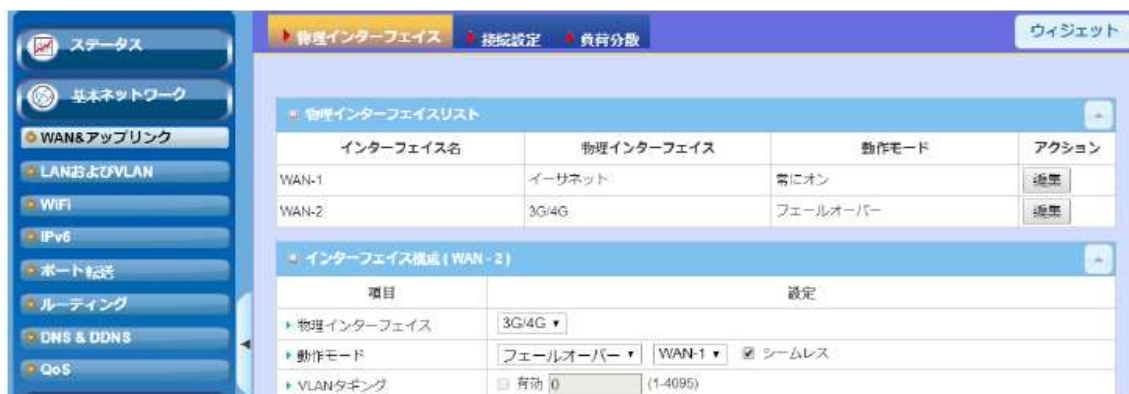 ステータス
基本ネットワーク
WAN&アップリンク
LANおよびVLAN
WiFi
IPv6
ポート転送
ルーティング
DNS & DDNS
QoS
物理インターフェイス
接続設定
負荷分散
ウィジェット
物理インターフェイスリスト
インターフェイス名 物理インターフェイス 動作モード アクション
WAN-1 イーサネット 常にオン 編集
WAN-2 3G/4G フェールオーバー 編集
インターフェイス構成 ( WAN - 2 )
項目 設定
物理インターフェイス 3G/4G
動作モード フェールオーバー WAN-1 シームレス
VLANタギング 有効 0 (1-4095)